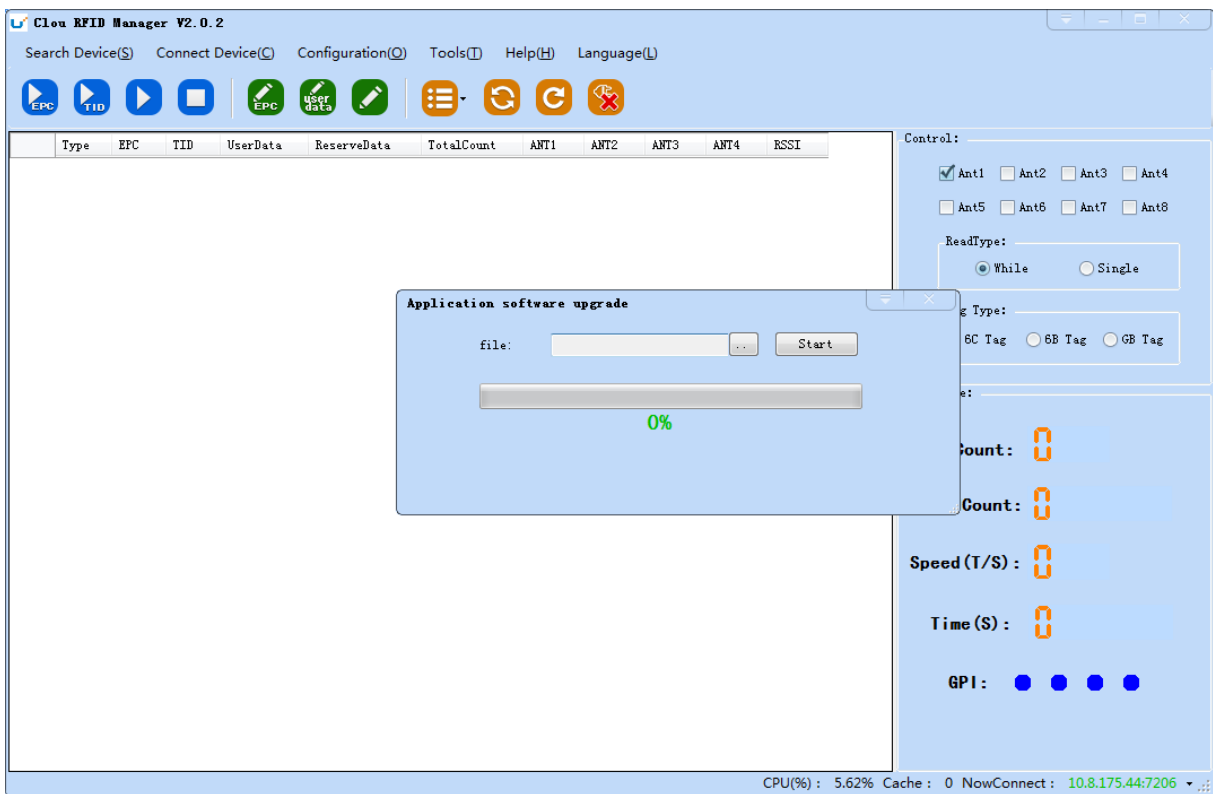 Clou RFID Manager V2.0.2
Search Device(S) Connect Device(C) Configuration(O) Tools(T) Help(H) Language(L)
EPC TID EPC user data
Type EPC TID UserData ReserveData TotalCount ANT1 ANT2 ANT3 ANT4 RSSI
Control:
Ant1 Ant2 Ant3 Ant4
Ant5 Ant6 Ant7 Ant8
ReadType:
While Single
Application software upgrade
Type:
file: .. Start
6C Tag 6B Tag GB Tag
0%
Count: 0
Count: 0
Speed(T/S): 0
Time(S): 0
GPI:
CPU(%) : 5.62% Cache : 0 NowConnect : 10.8.175.44:7206